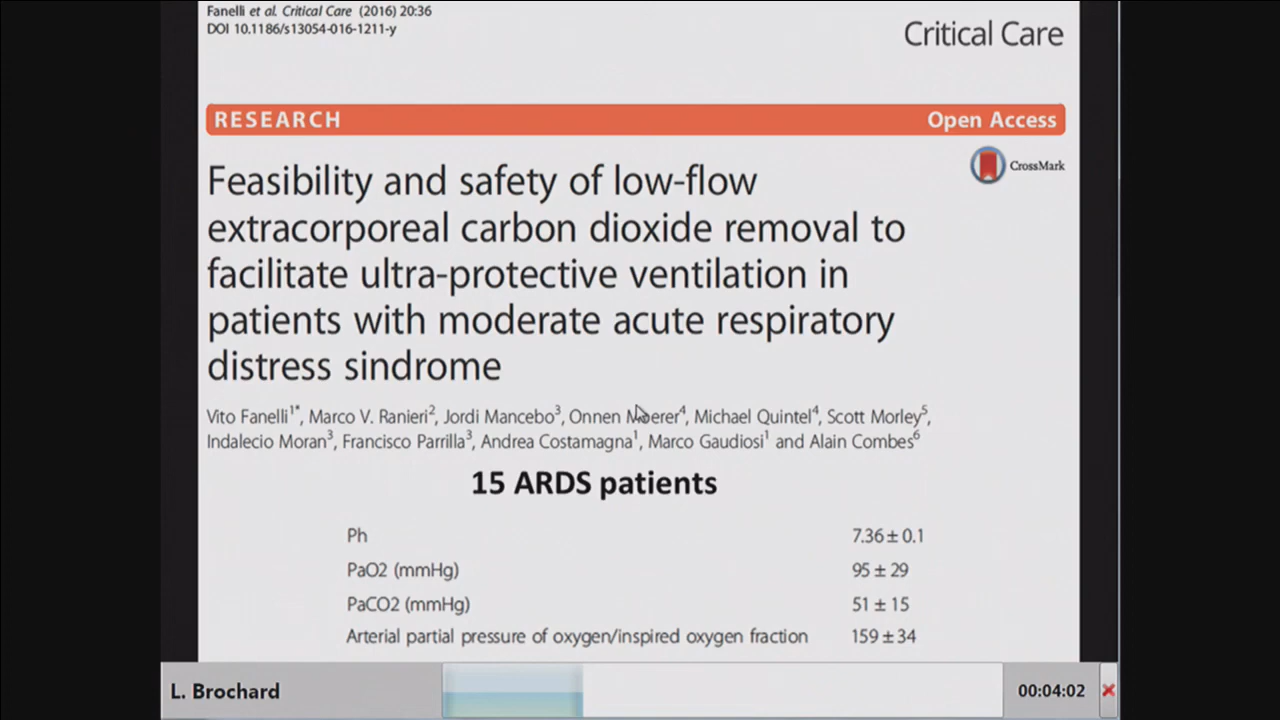 Fanelli et al. Critical Care (2016) 20:36
DOI 10.1186/s13054-016-1211-y
Critical Care
RESEARCH
Open Access
CrossMark
Feasibility and safety of low-flow
extracorporeal carbon dioxide removal to
facilitate ultra-protective ventilation in
patients with moderate acute respiratory
distress sindrome
Vito Fanelli1*, Marco V. Ranieri2, Jordi Mancebo3, Onnen Moerer4, Michael Quintel4, Scott Morley5,
Indalecio Moran3, Francisco Parrilla3, Andrea Costamagna1, Marco Gaudiosi1 and Alain Combes6
15 ARDS patients
Ph 7.36 ± 0.1
PaO2 (mmHg) 95 ± 29
PaCO2 (mmHg) 51 ± 15
Arterial partial pressure of oxygen/inspired oxygen fraction 159 ± 34
L. Brochard
00:04:02